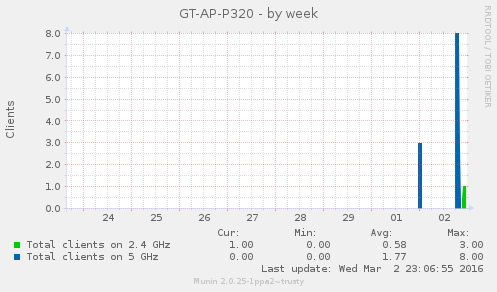 GT-AP-P320 - by week
RRDTOOL / TOBI OETIKER
Clients
8.0
7.0
6.0
5.0
4.0
3.0
2.0
1.0
0.0
24 25 26 27 28 29 01 02
Cur: Min: Avg: Max:
Total clients on 2.4 GHz 1.00 0.00 0.58 3.00
Total clients on 5 GHz 0.00 0.00 1.77 8.00
Last update: Wed Mar 2 23:06:55 2016
Munin 2.0.25-1ppa2~trusty